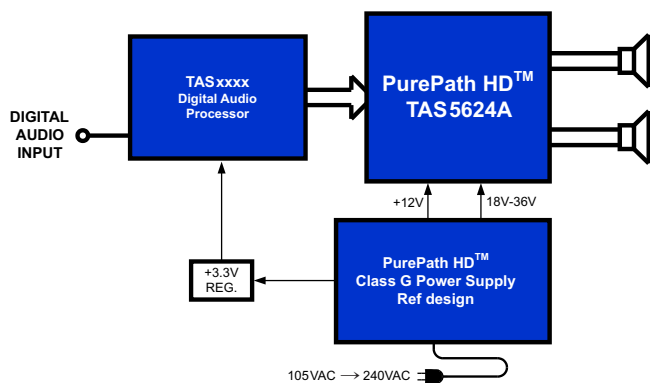 TASxxxx
Digital Audio
Processor
PurePath HD™
TAS5624A
DIGITAL
AUDIO
INPUT
+12V
18V-36V
+3.3V
REG.
PurePath HD™
Class G Power Supply
Ref design
105VAC → 240VAC